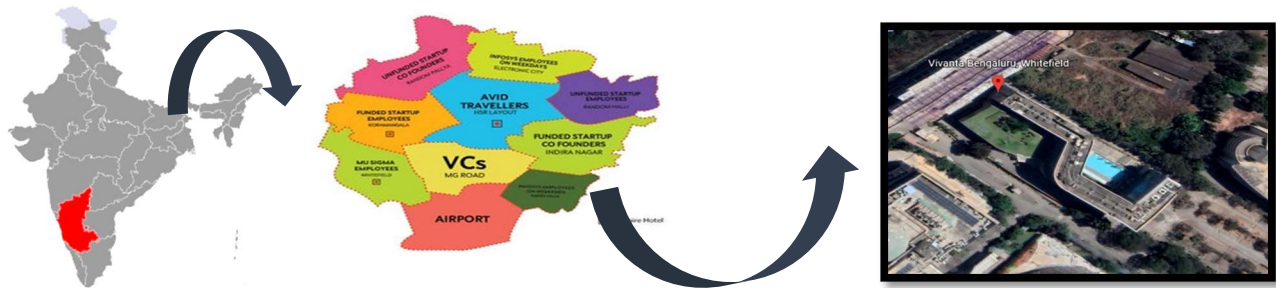 UNFUNDED STARTUP
CO FOUNDERS
INFOSYS EMPLOYEES
ON WEEKDAYS
ELECTRONIC CITY
AVID
TRAVELLERS
HSR LAYOUT
UNFUNDED STARTUP
EMPLOYEES
FUNDED STARTUP
EMPLOYEES
KORAMANGALA
FUNDED STARTUP
CO FOUNDERS
INDIRA NAGAR
MU SIGMA
EMPLOYEES
WHITEFIELD
VCs
MG ROAD
INFOSYS EMPLOYEES
AIRPORT
Hotel
Vivanta Bengaluru, Whitefield